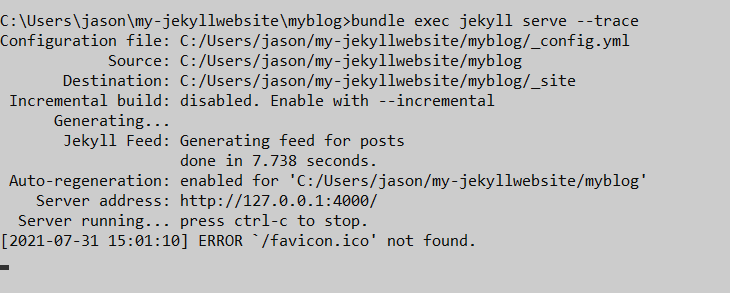 C:\Users\jason\my-jekyllwebsite\myblog>bundle exec jekyll serve --trace
Configuration file: C:/Users/jason/my-jekyllwebsite/myblog/_config.yml
Source: C:/Users/jason/my-jekyllwebsite/myblog
Destination: C:/Users/jason/my-jekyllwebsite/myblog/_site
Incremental build: disabled. Enable with --incremental
Generating...
Jekyll Feed: Generating feed for posts
done in 7.738 seconds.
Auto-regeneration: enabled for 'C:/Users/jason/my-jekyllwebsite/myblog'
Server address: http://127.0.0.1:4000/
Server running... press ctrl-c to stop.
[2021-07-31 15:01:10] ERROR `/favicon.ico' not found.